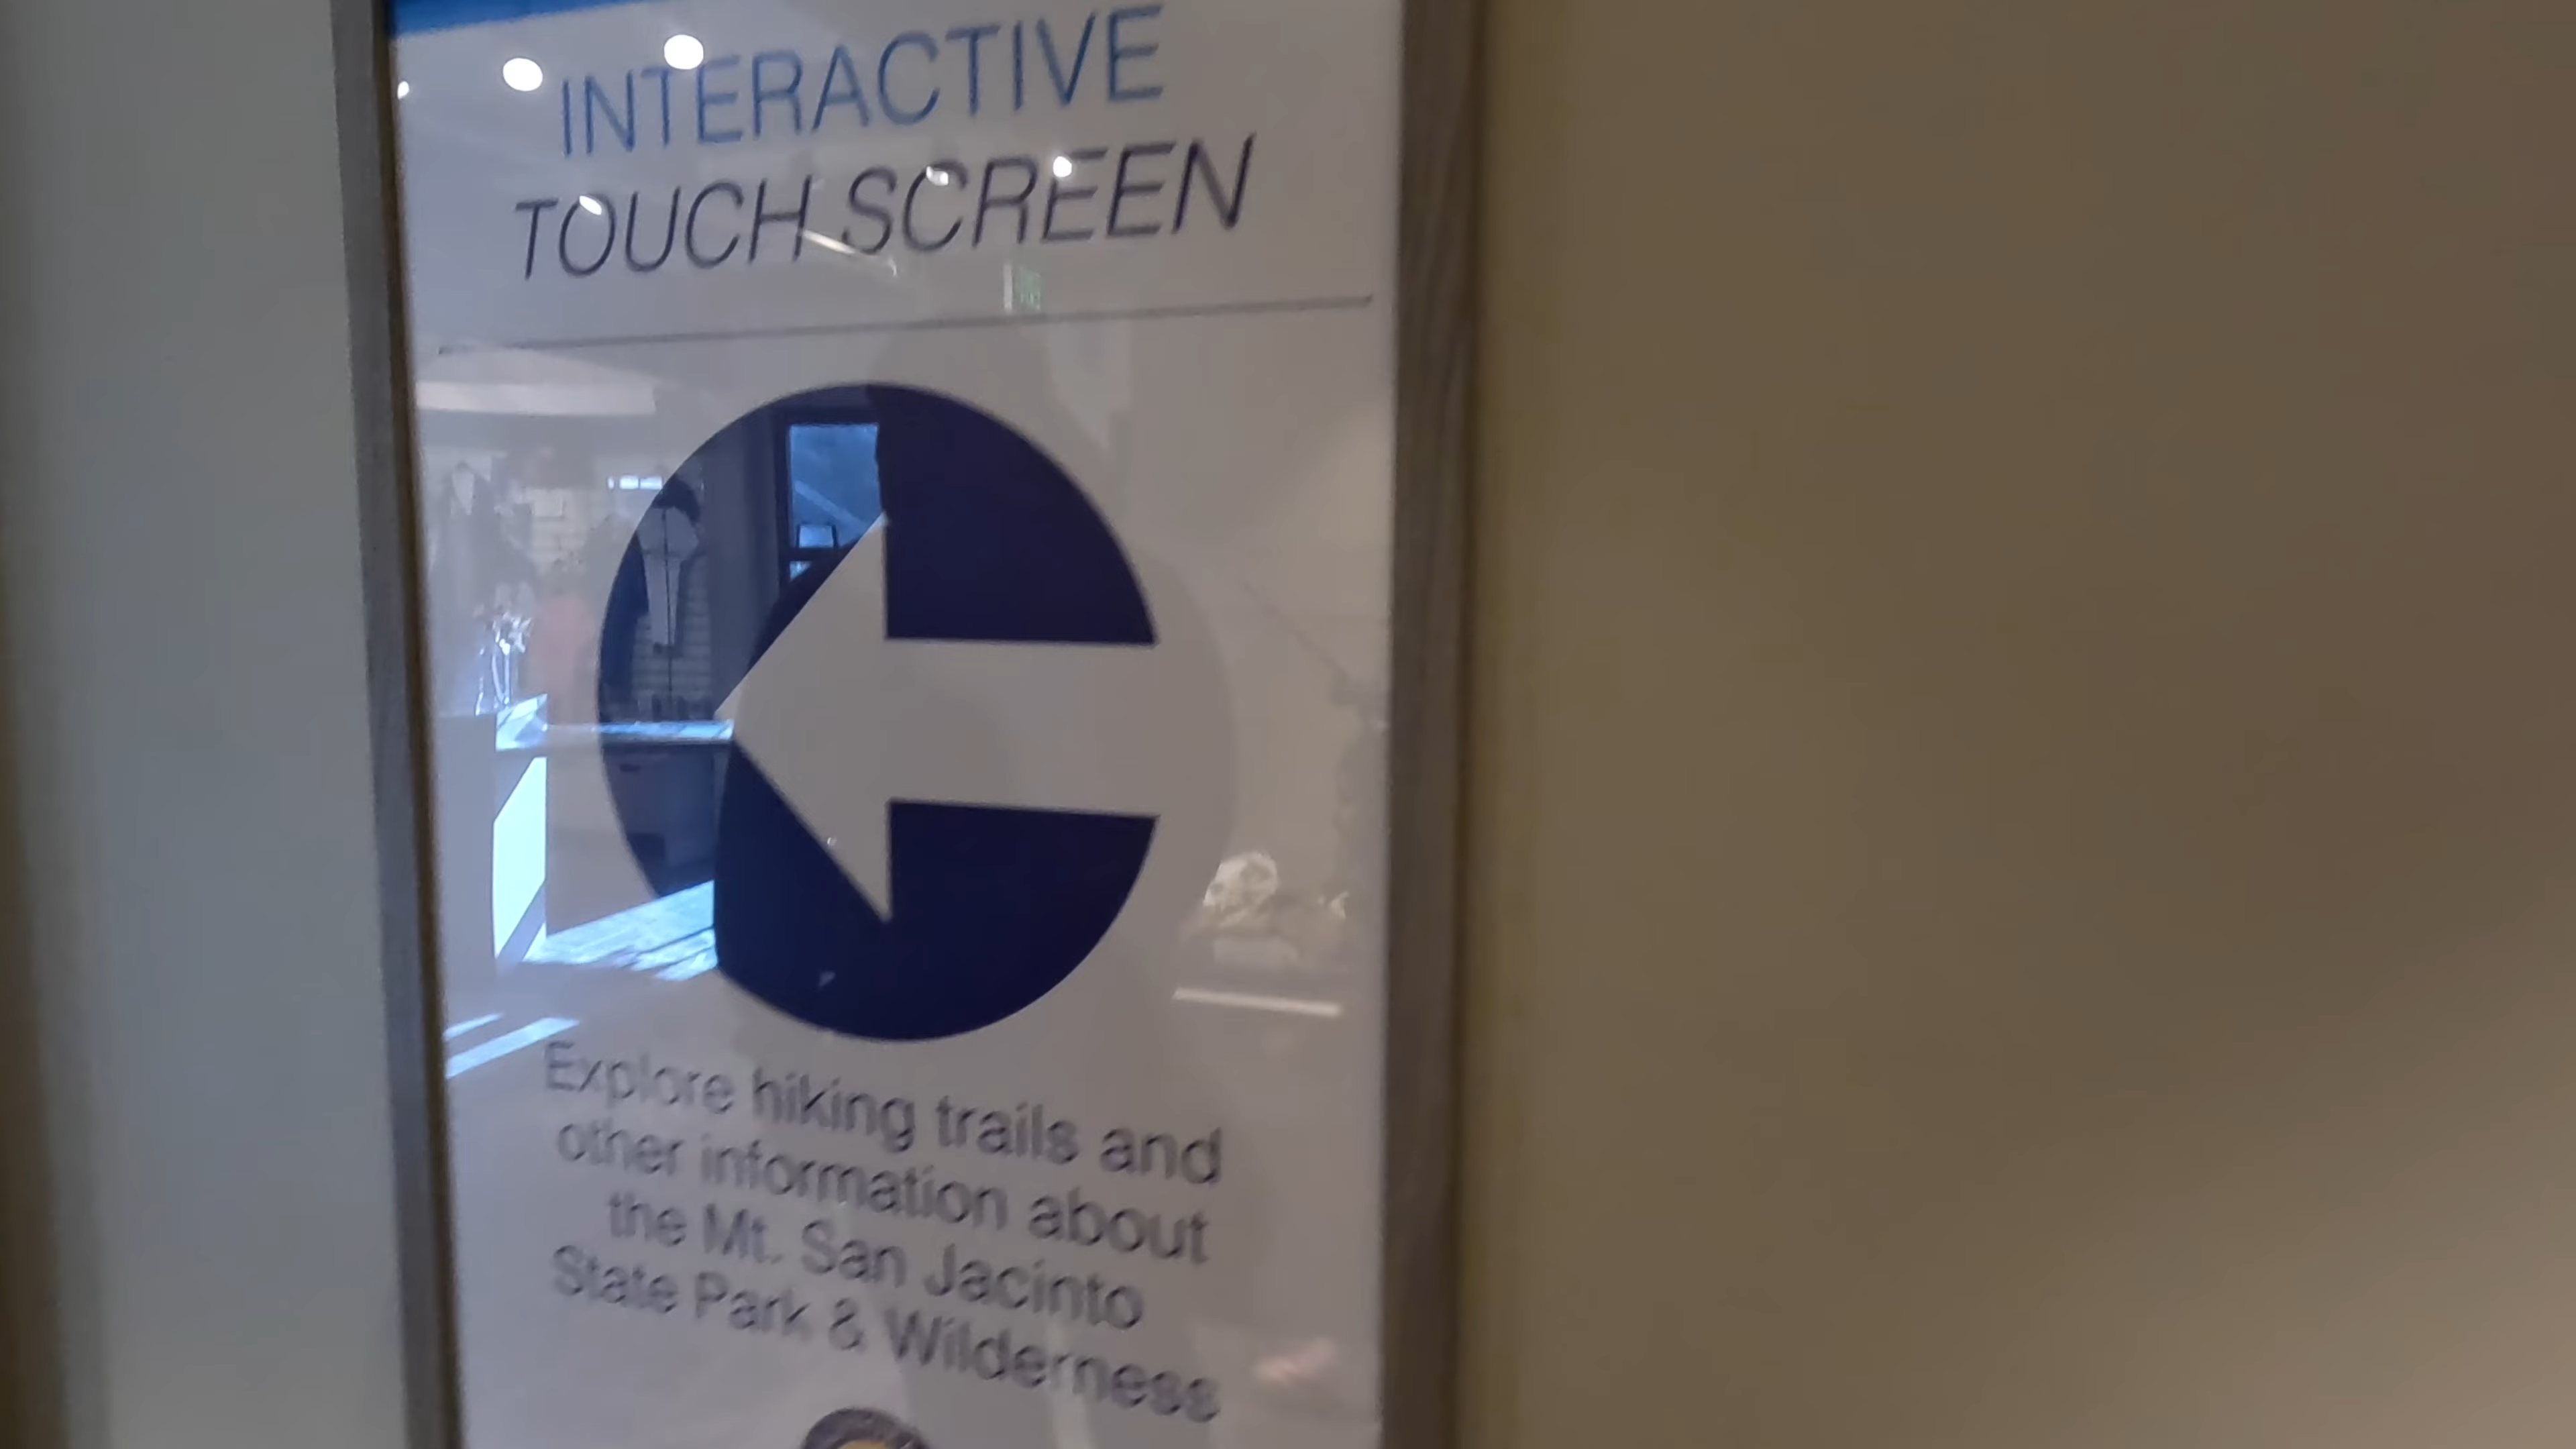 INTERACTIVE
TOUCH SCREEN
Explore hiking trails and
other information about
the Mt. San Jacinto
State Park & Wilderness